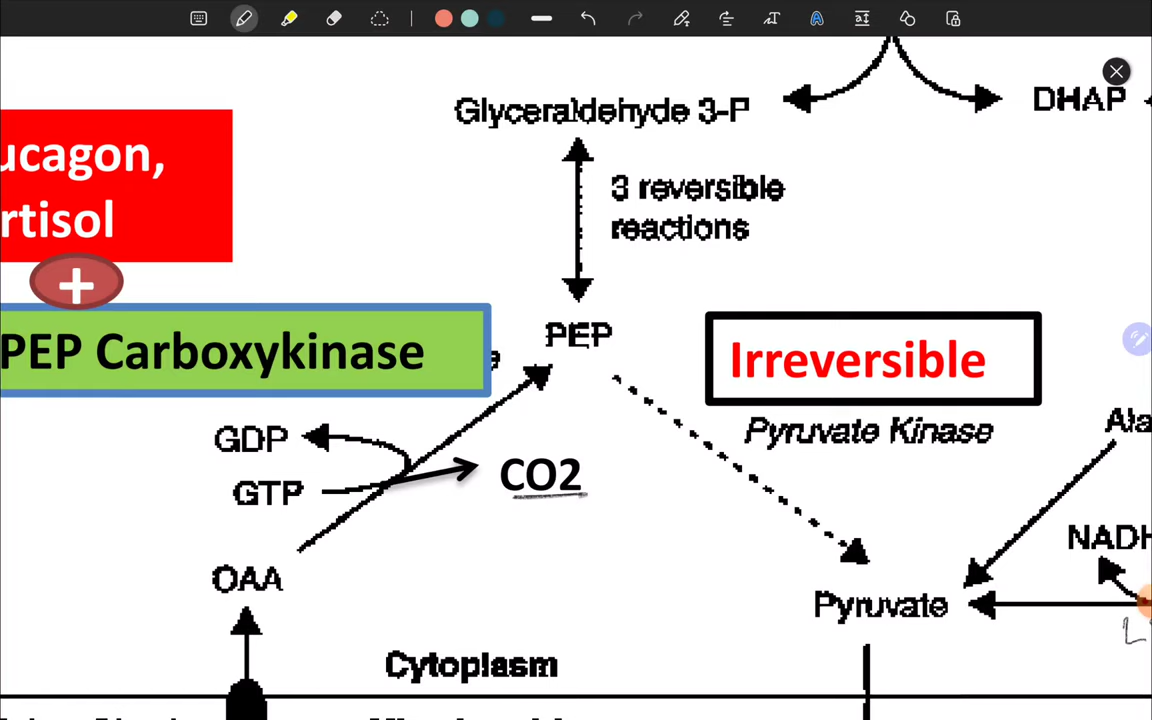 Glyceraldehyde 3-P
DHAP
ucagon,
rtisol
3 reversible
reactions
+
PEP
PEP Carboxykinase
Irreversible
Pyruvate Kinase
Ala
GDP
GTP
CO2
NADH
OAA
Pyruvate
L
Cytoplasm